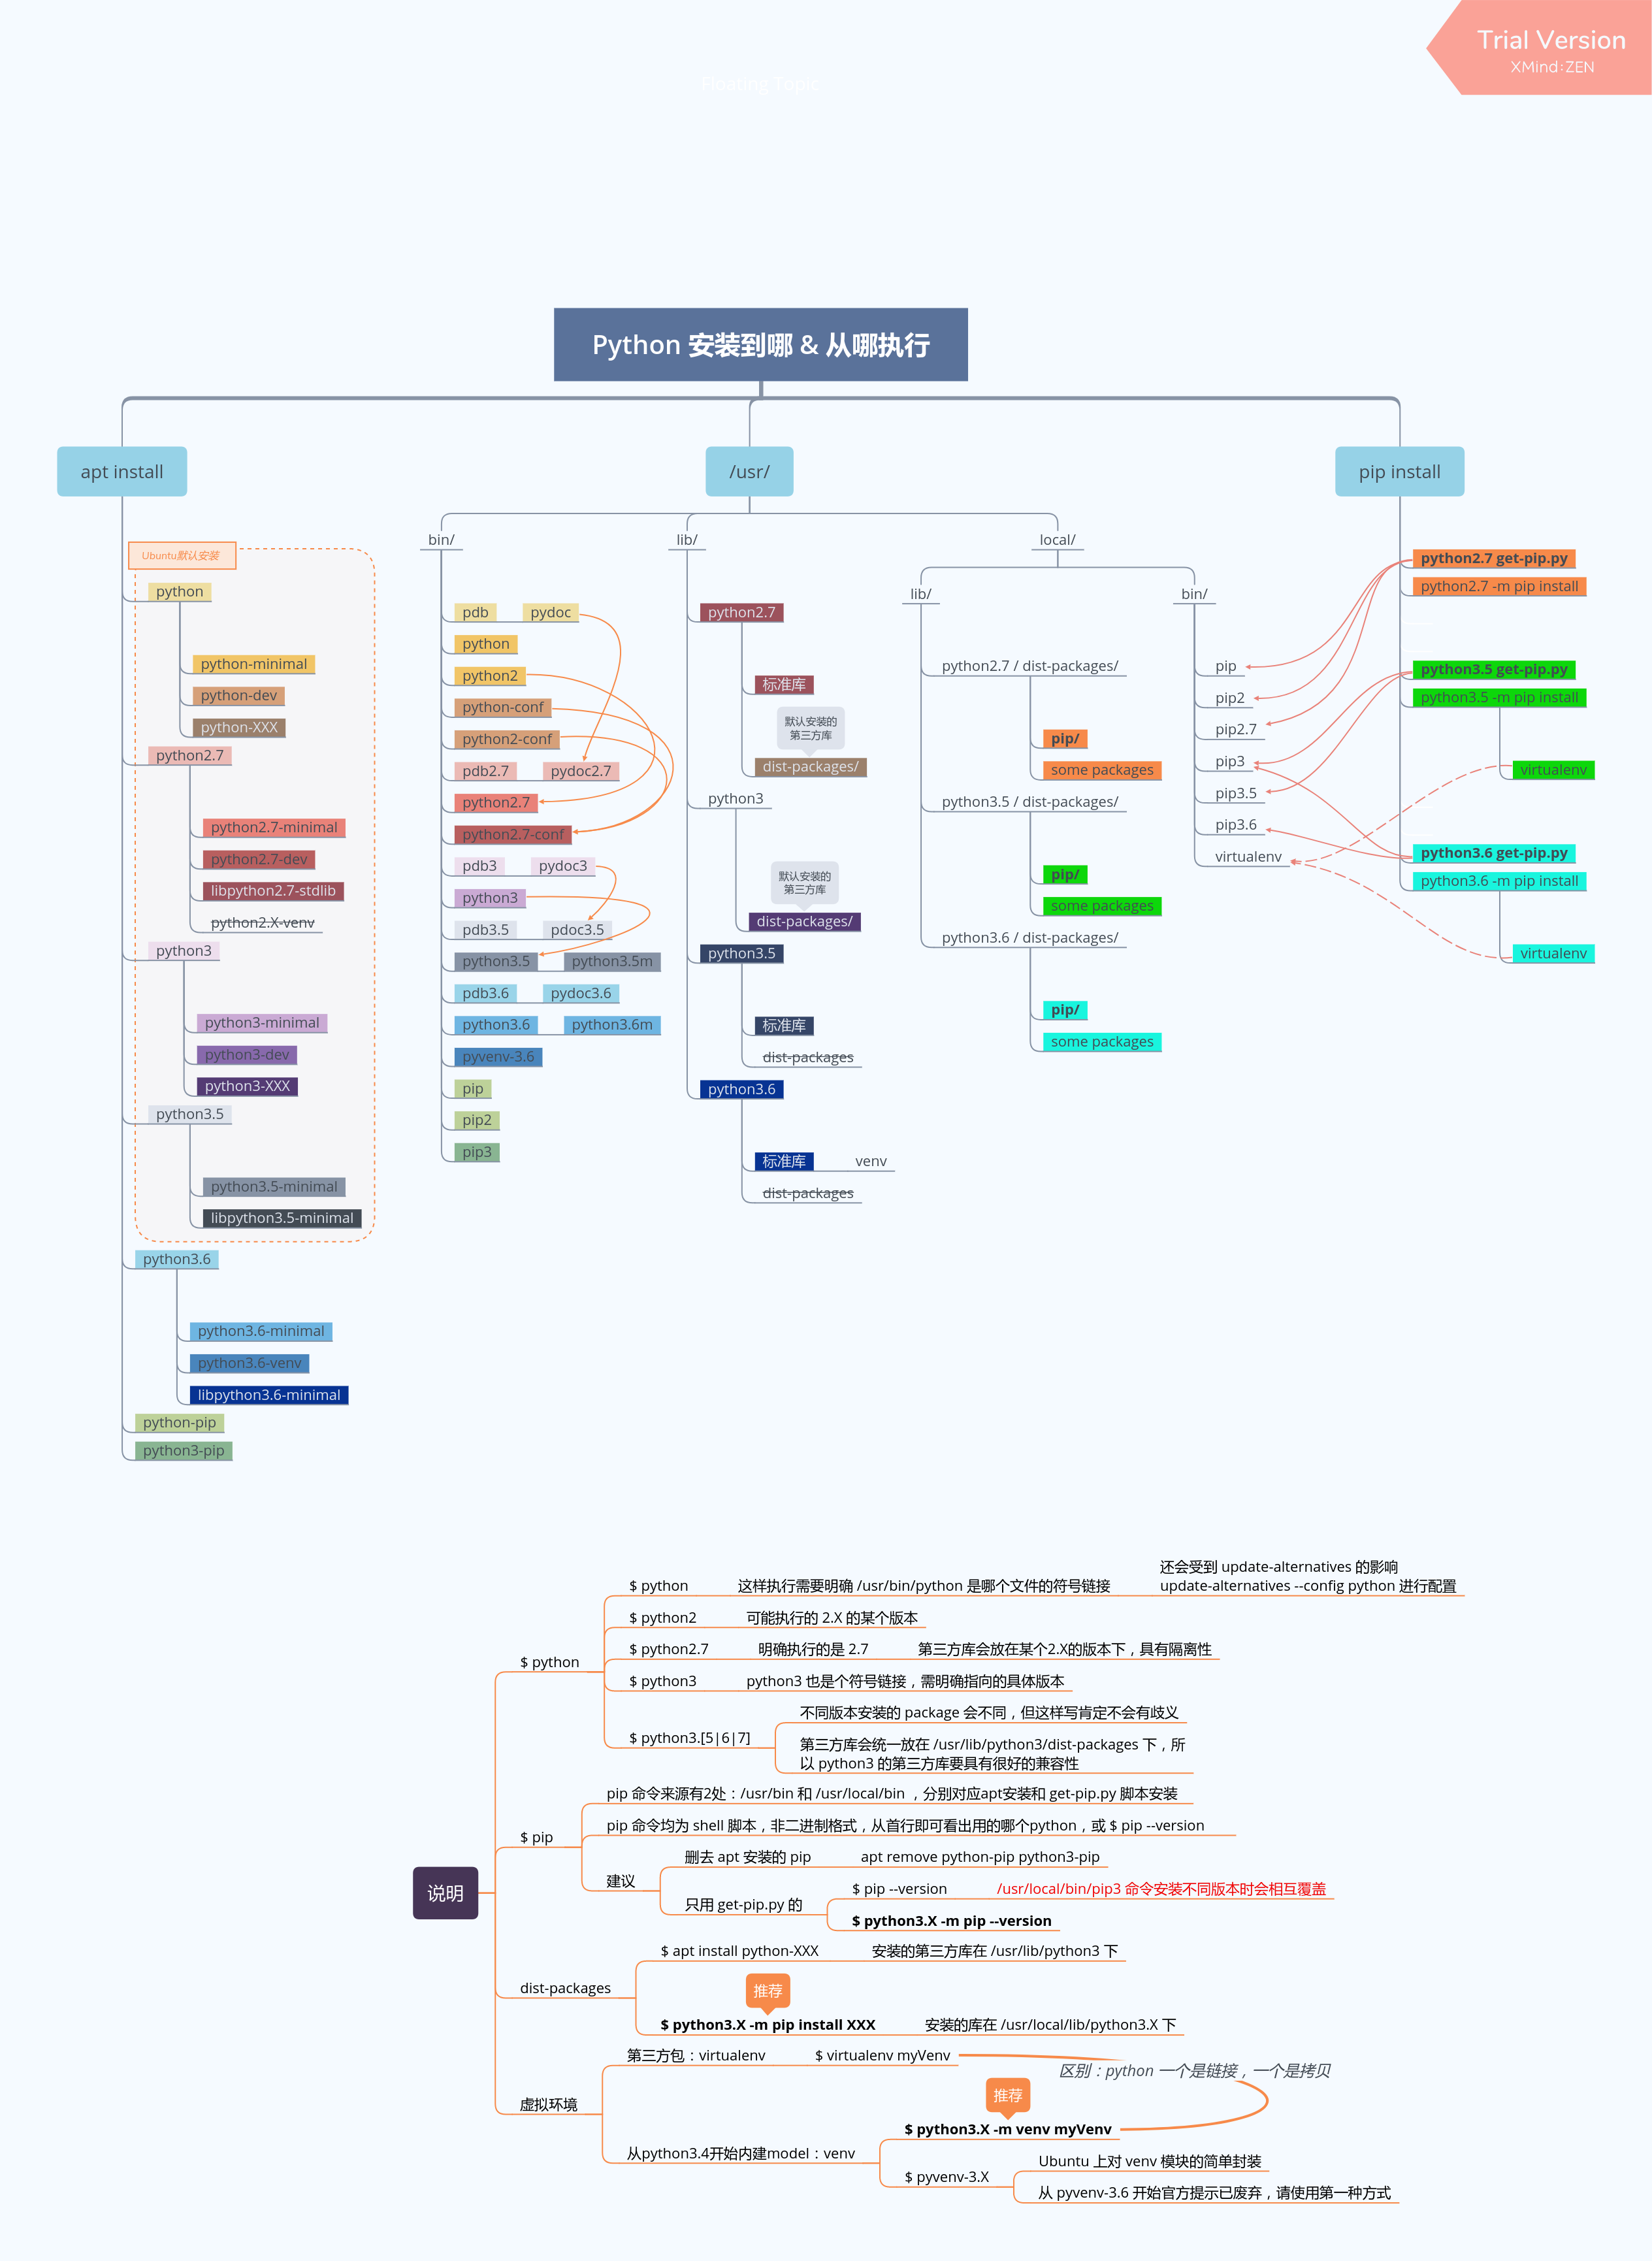 Trial Version
XMind:ZEN
Floating Topic
Python 安装到哪 & 从哪执行
apt install
Ubuntu默认安装
python
python-minimal
python-dev
python-XXX
python2.7
python2.7-minimal
python2.7-dev
libpython2.7-stdlib
python2.X-venv
python3
python3-minimal
python3-dev
python3-XXX
python3.5
python3.5-minimal
libpython3.5-minimal
python3.6
python3.6-minimal
python3.6-venv
libpython3.6-minimal
python-pip
python3-pip
/usr/
bin/
pdb pydoc
python
python2
python-conf
python2-conf
pdb2.7 pydoc2.7
python2.7
python2.7-conf
pdb3 pydoc3
python3
pdb3.5 pdoc3.5
python3.5 python3.5m
pdb3.6 pydoc3.6
python3.6 python3.6m
pyvenv-3.6
pip
pip2
pip3
lib/
python2.7
标准库
默认安装的
第三方库
dist-packages/
python3
默认安装的
第三方库
dist-packages/
python3.5
标准库
dist-packages
python3.6
标准库 venv
dist-packages
local/
lib/
python2.7 / dist-packages/
pip/
some packages
python3.5 / dist-packages/
pip/
some packages
python3.6 / dist-packages/
pip/
some packages
bin/
pip
pip2
pip2.7
pip3
pip3.5
pip3.6
virtualenv
pip install
python2.7 get-pip.py
python2.7 -m pip install
python3.5 get-pip.py
python3.5 -m pip install
virtualenv
python3.6 get-pip.py
python3.6 -m pip install
virtualenv
说明
$ python
$ python 这样执行需要明确 /usr/bin/python 是哪个文件的符号链接
还会受到 update-alternatives 的影响
update-alternatives --config python 进行配置
$ python2 可能执行的 2.X 的某个版本
$ python2.7 明确执行的是 2.7 第三方库会放在某个2.X的版本下，具有隔离性
$ python3 python3 也是个符号链接，需明确指向的具体版本
$ python3.[5|6|7]
不同版本安装的 package 会不同，但这样写肯定不会有歧义
第三方库会统一放在 /usr/lib/python3/dist-packages 下，所
以 python3 的第三方库要具有很好的兼容性
$ pip
pip 命令来源有2处：/usr/bin 和 /usr/local/bin ，分别对应apt安装和 get-pip.py 脚本安装
pip 命令均为 shell 脚本，非二进制格式，从首行即可看出用的哪个python，或 $ pip --version
建议
删去 apt 安装的 pip apt remove python-pip python3-pip
只用 get-pip.py 的
$ pip --version /usr/local/bin/pip3 命令安装不同版本时会相互覆盖
$ python3.X -m pip --version
dist-packages
$ apt install python-XXX 安装的第三方库在 /usr/lib/python3 下
推荐
$ python3.X -m pip install XXX 安装的库在 /usr/local/lib/python3.X 下
虚拟环境
第三方包：virtualenv $ virtualenv myVenv
区别：python 一个是链接，一个是拷贝
推荐
$ python3.X -m venv myVenv
从python3.4开始内建model：venv
$ pyvenv-3.X
Ubuntu 上对 venv 模块的简单封装
从 pyvenv-3.6 开始官方提示已废弃，请使用第一种方式